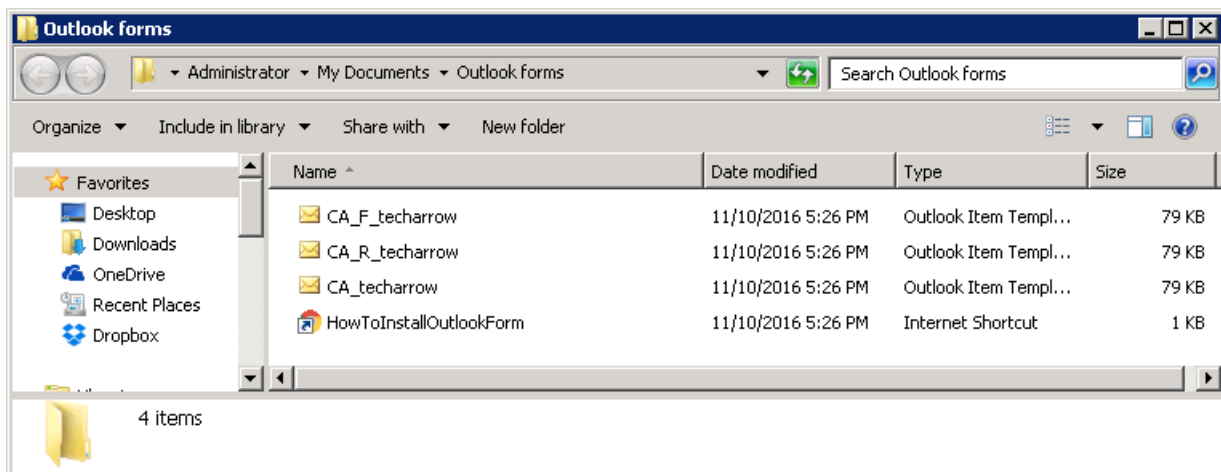 Outlook forms
Administrator My Documents Outlook forms Search Outlook forms
Organize Include in library Share with New folder
Name Date modified Type Size
Favorites
Desktop
Downloads
OneDrive
Recent Places
Dropbox
CA_F_techarrow 11/10/2016 5:26 PM Outlook Item Templ... 79 KB
CA_R_techarrow 11/10/2016 5:26 PM Outlook Item Templ... 79 KB
CA_techarrow 11/10/2016 5:26 PM Outlook Item Templ... 79 KB
HowToInstallOutlookForm 11/10/2016 5:26 PM Internet Shortcut 1 KB
4 items